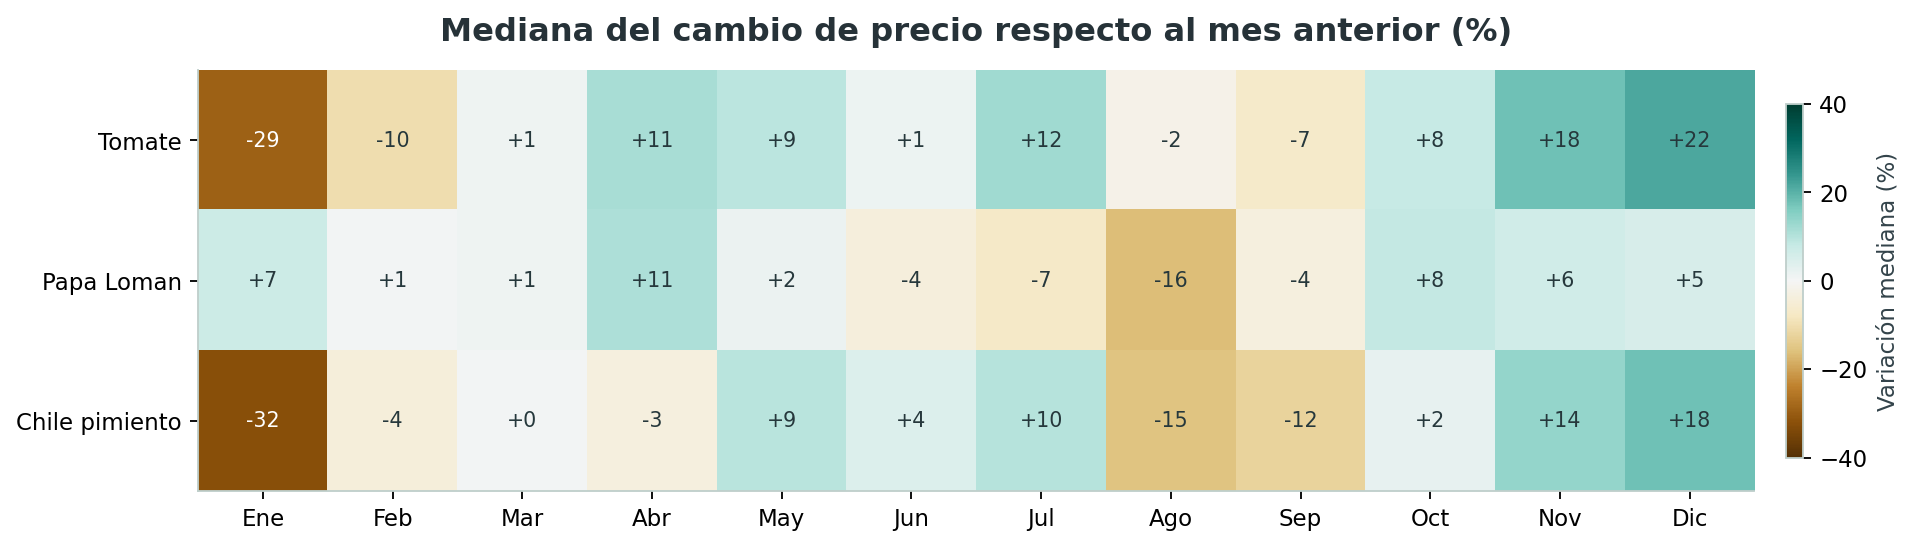 Mediana del cambio de precio respecto al mes anterior (%)
Tomate -29 -10 +1 +11 +9 +1 +12 -2 -7 +8 +18 +22
Papa Loman +7 +1 +1 +11 +2 -4 -7 -16 -4 +8 +6 +5
Chile pimiento -32 -4 +0 -3 +9 +4 +10 -15 -12 +2 +14 +18
Ene Feb Mar Abr May Jun Jul Ago Sep Oct Nov Dic
40
20
0
−20
−40
Variación mediana (%)